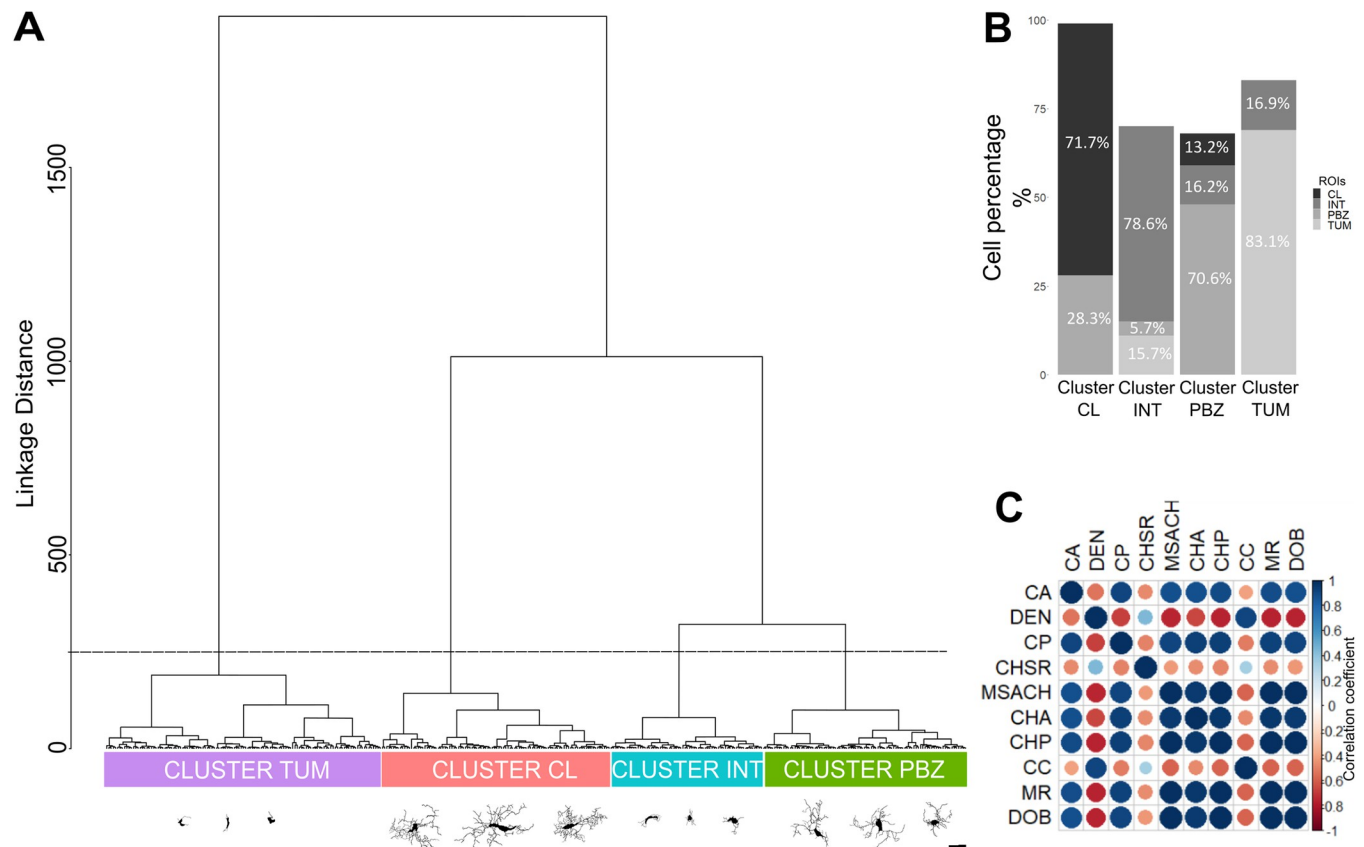 A
Linkage Distance
1500
1000
500
0
CLUSTER TUM
CLUSTER CL
CLUSTER INT
CLUSTER PBZ
B
Cell percentage
%
100
75
50
25
0
71.7%
28.3%
78.6%
5.7%
15.7%
13.2%
16.2%
70.6%
16.9%
83.1%
Cluster
CL
Cluster
INT
Cluster
PBZ
Cluster
TUM
ROIs
CL
INT
PBZ
TUM
C
CA DEN CP CHSR MSACH CHA CHP CC MR DOB
CA
DEN
CP
CHSR
MSACH
CHA
CHP
CC
MR
DOB
1
0.8
0.6
0.4
0.2
0
-0.2
-0.4
-0.6
-0.8
-1
Correlation coefficient